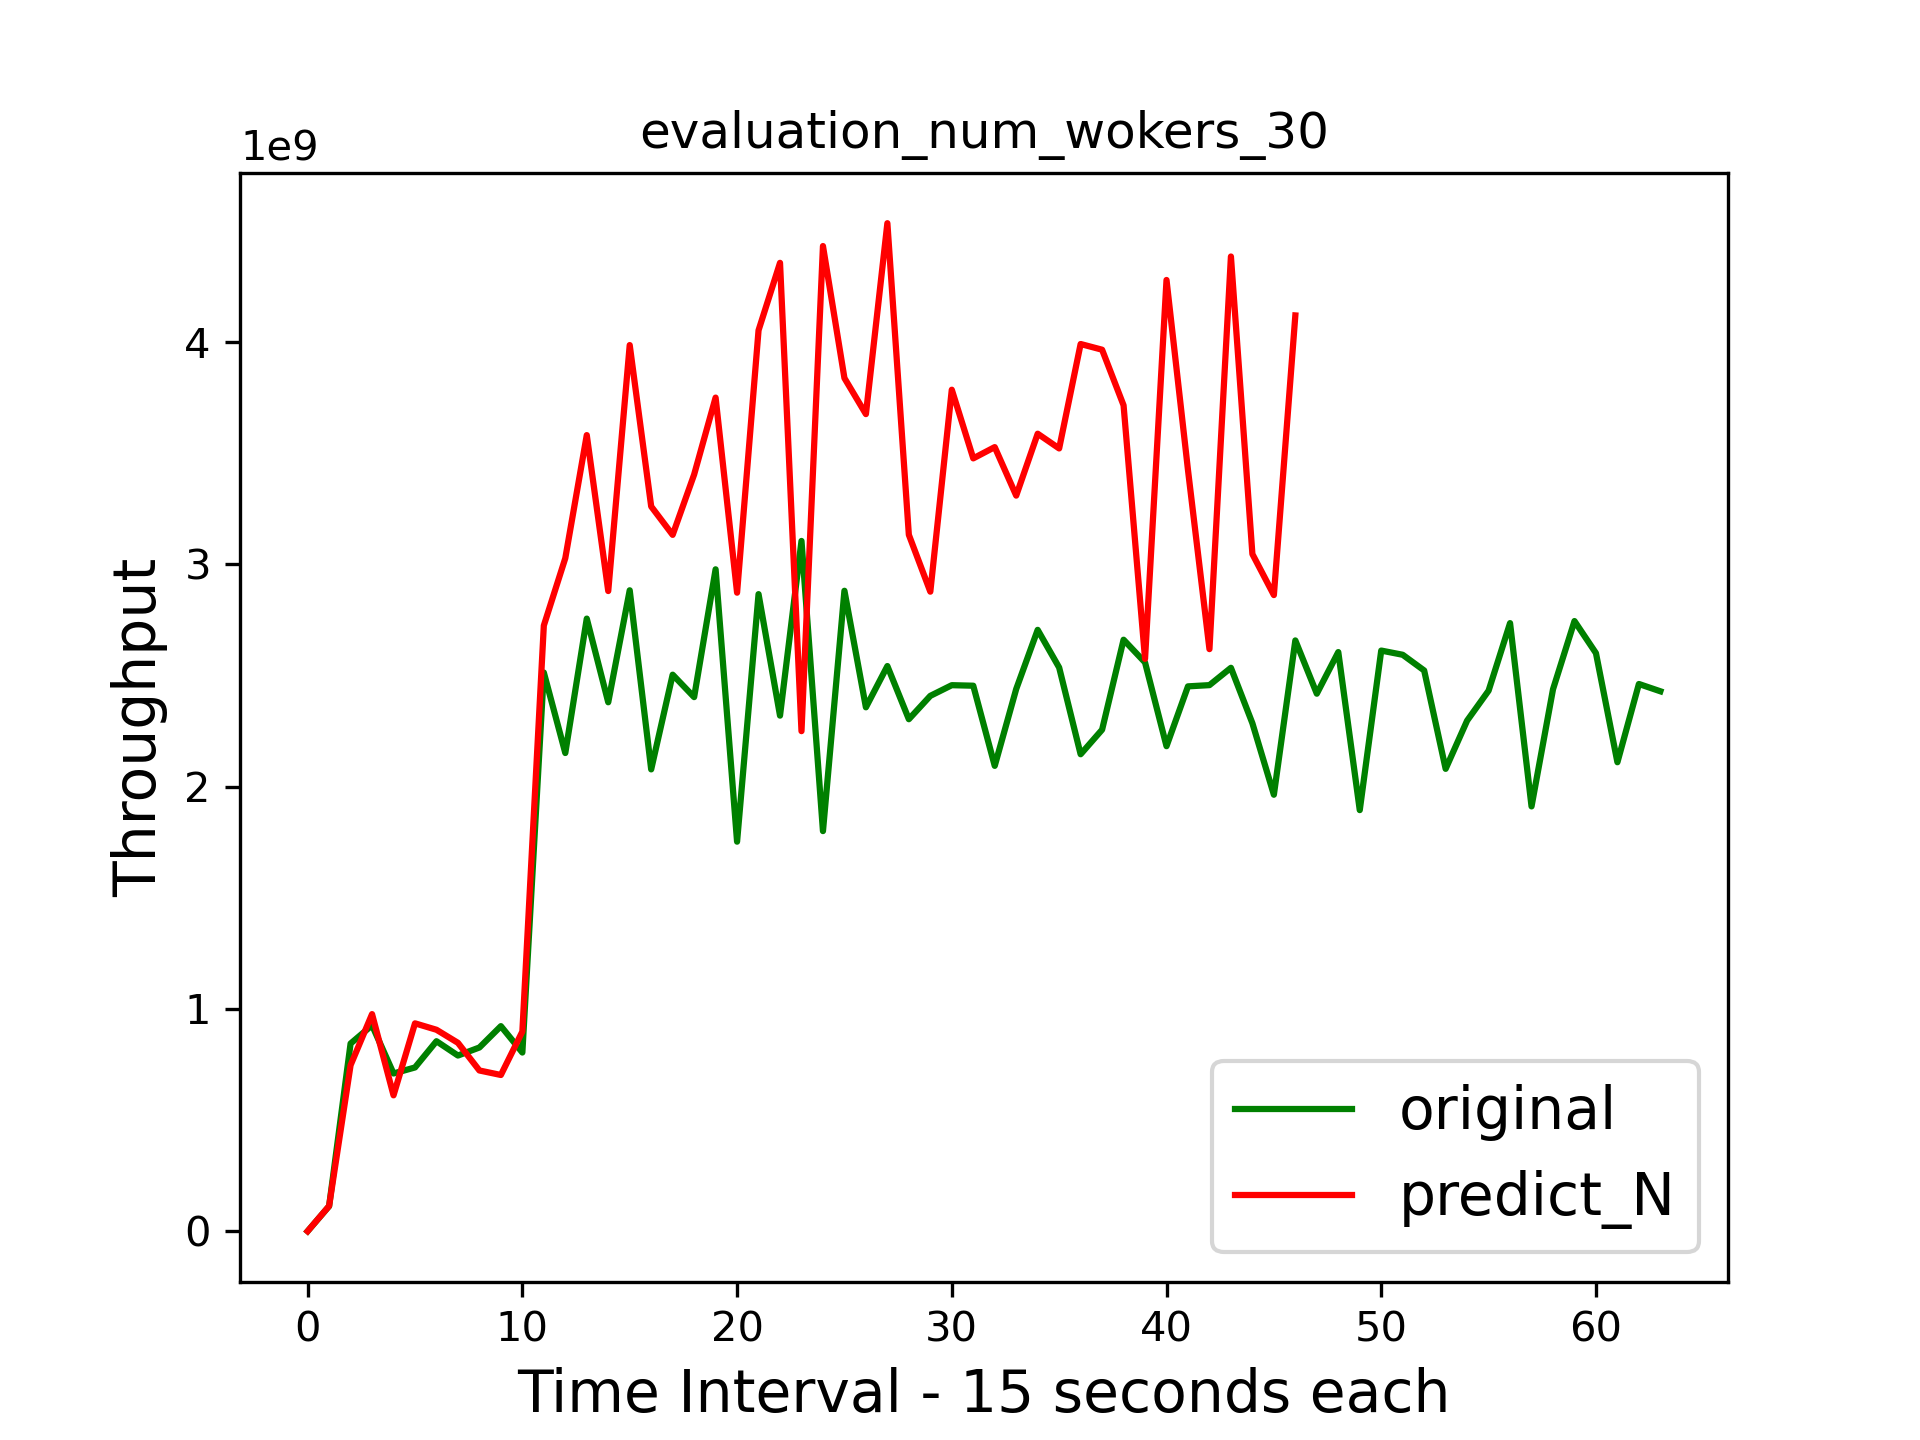 evaluation_num_wokers_30
1e9
Throughput
4
3
2
1
0
0 10 20 30 40 50 60
Time Interval - 15 seconds each
original
predict_N